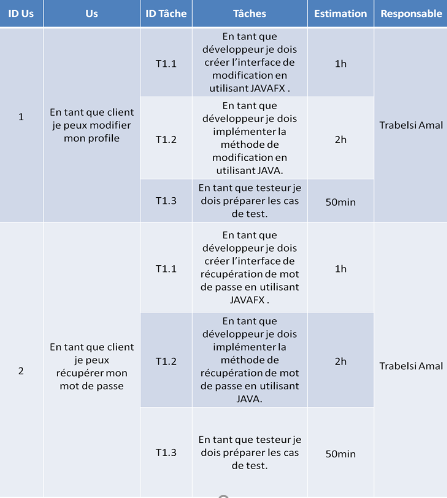 ID Us Us ID Tâche Tâches Estimation Responsable
1
En tant que client
je peux modifier
mon profile
T1.1
En tant que
développeur je dois
créer l'interface de
modification en
utilisant JAVAFX .
1h
Trabelsi Amal
T1.2
En tant que
développeur je dois
implémenter la
méthode de
modification en
utilisant JAVA.
2h
T1.3
En tant que testeur je
dois préparer les cas
de test.
50min
2
En tant que client
je peux
récupérer mon
mot de passe
T1.1
En tant que
développeur je dois
créer l'interface de
récupération de mot
de passe en utilisant
JAVAFX .
1h
Trabelsi Amal
T1.2
En tant que
développeur je dois
implémenter la
méthode de
récupération de mot
de passe en utilisant
JAVA.
2h
T1.3
En tant que testeur je
dois préparer les cas
de test.
50min